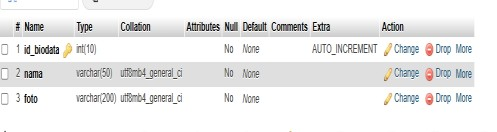 # Name Type Collation Attributes Null Default Comments Extra Action
1 id_biodata int(10) No None AUTO_INCREMENT Change Drop More
2 nama varchar(50) utf8mb4_general_ci No None Change Drop More
3 foto varchar(200) utf8mb4_general_ci No None Change Drop More